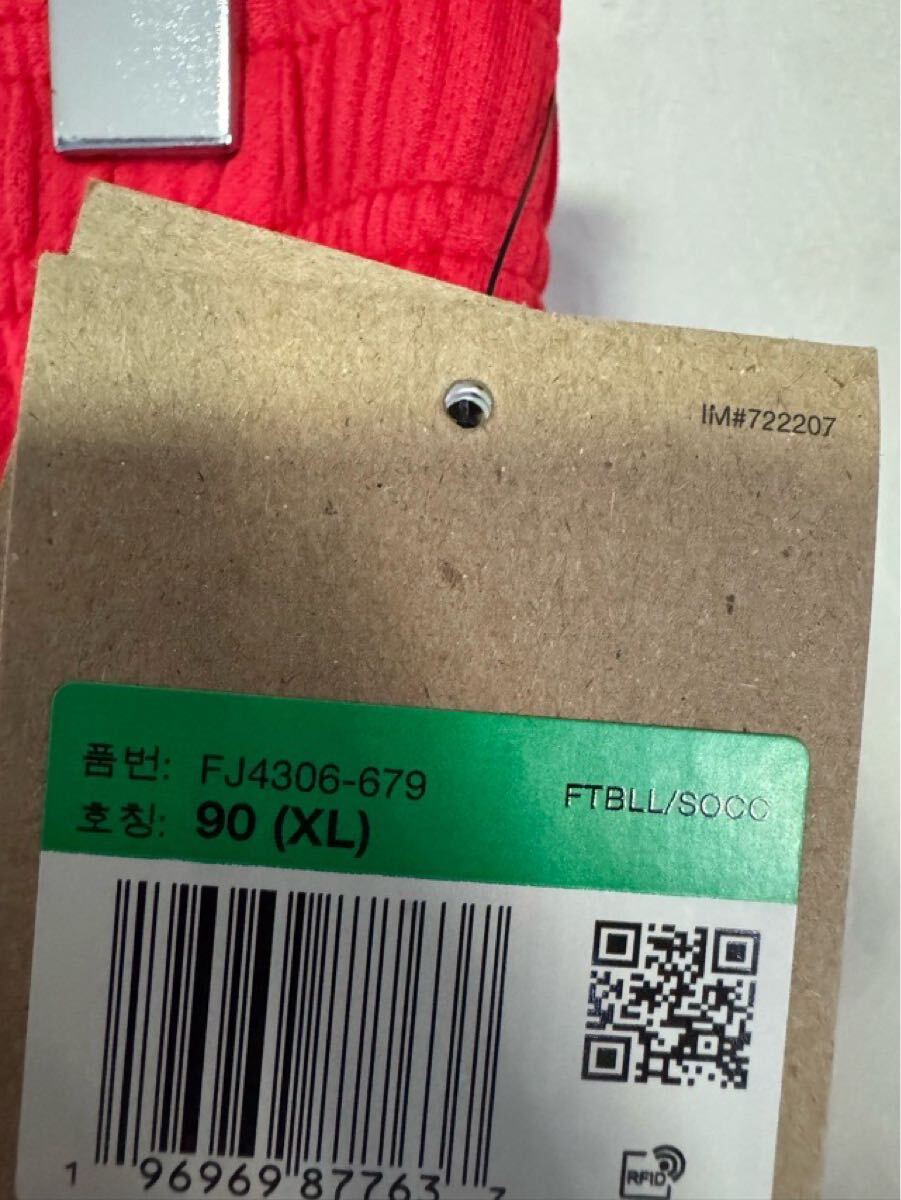 IM#722207
품번: FJ4306-679
호칭: 90 (XL)
FTBLL/SOCC
1 96969 87763 7
RFID